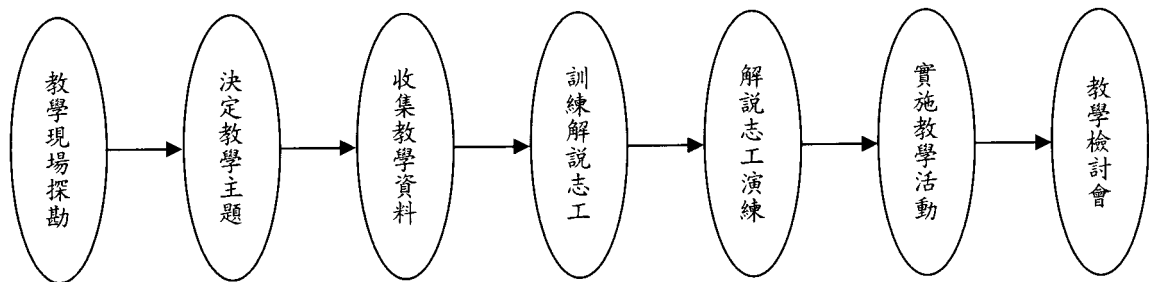 教學現場探勘
決定教學主題
收集教學資料
訓練解說志工
解說志工演練
實施教學活動
教學檢討會